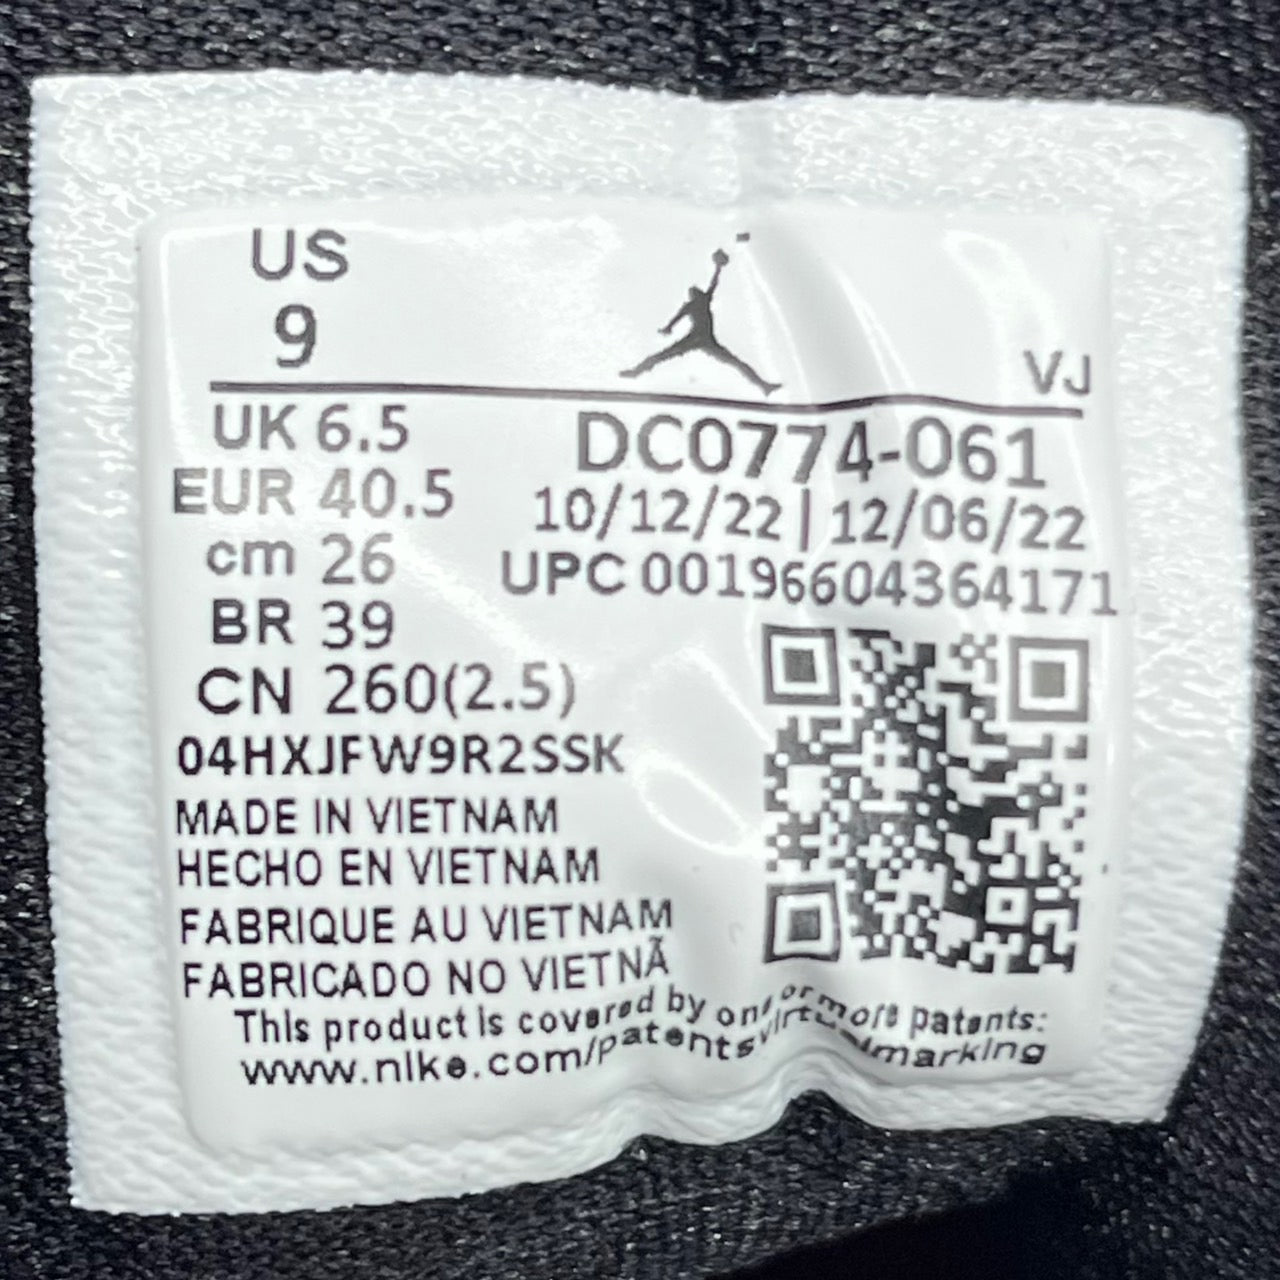 US
9
VJ
UK 6.5
EUR 40.5
cm 26
BR 39
CN 260(2.5)
DC0774-061
10/12/22 | 12/06/22
UPC 00196604364171
04HXJFW9R2SSK
MADE IN VIETNAM
HECHO EN VIETNAM
FABRIQUE AU VIETNAM
FABRICADO NO VIETNÃ
This product is covered by one or more patents:
www.nike.com/patentsvirtualmarking